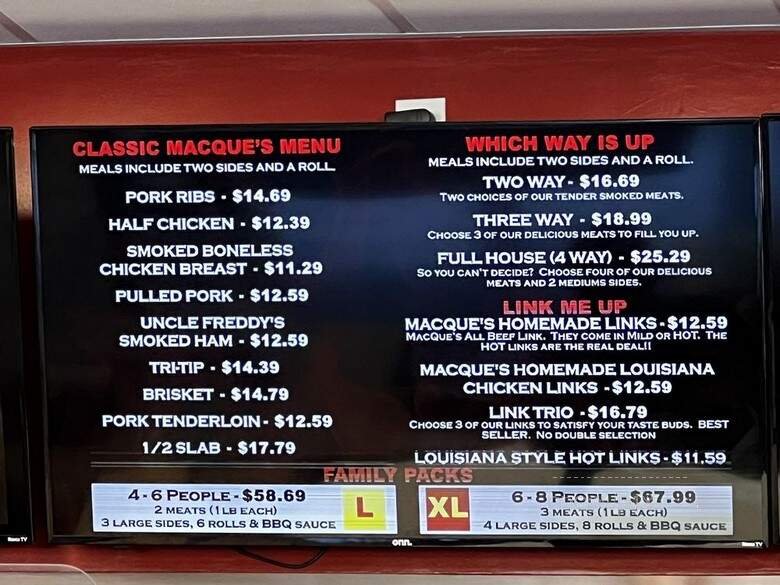 CLASSIC MACQUE'S MENU
MEALS INCLUDE TWO SIDES AND A ROLL
PORK RIBS - $14.69
HALF CHICKEN - $12.39
SMOKED BONELESS
CHICKEN BREAST - $11.29
PULLED PORK - $12.59
UNCLE FREDDY'S
SMOKED HAM - $12.59
TRI-TIP - $14.39
BRISKET - $14.79
PORK TENDERLOIN - $12.59
1/2 SLAB - $17.79
WHICH WAY IS UP
MEALS INCLUDE TWO SIDES AND A ROLL.
TWO WAY - $16.69
TWO CHOICES OF OUR TENDER SMOKED MEATS.
THREE WAY - $18.99
CHOOSE 3 OF OUR DELICIOUS MEATS TO FILL YOU UP.
FULL HOUSE (4 WAY) - $25.29
SO YOU CAN'T DECIDE? CHOOSE FOUR OF OUR DELICIOUS
MEATS AND 2 MEDIUMS SIDES.
LINK ME UP
MACQUE'S HOMEMADE LINKS - $12.59
MACQUE'S ALL BEEF LINK. THEY COME IN MILD OR HOT. THE
HOT LINKS ARE THE REAL DEAL!!
MACQUE'S HOMEMADE LOUISIANA
CHICKEN LINKS - $12.59
LINK TRIO - $16.79
CHOOSE 3 OF OUR LINKS TO SATISFY YOUR TASTE BUDS. BEST
SELLER. NO DOUBLE SELECTION
LOUISIANA STYLE HOT LINKS - $11.59
FAMILY PACKS
4 - 6 PEOPLE - $58.69
2 MEATS (1 LB EACH)
3 LARGE SIDES, 6 ROLLS & BBQ SAUCE
L
XL
6 - 8 PEOPLE - $67.99
3 MEATS (1 LB EACH)
4 LARGE SIDES, 8 ROLLS & BBQ SAUCE
Roku TV
onn.
Roku TV